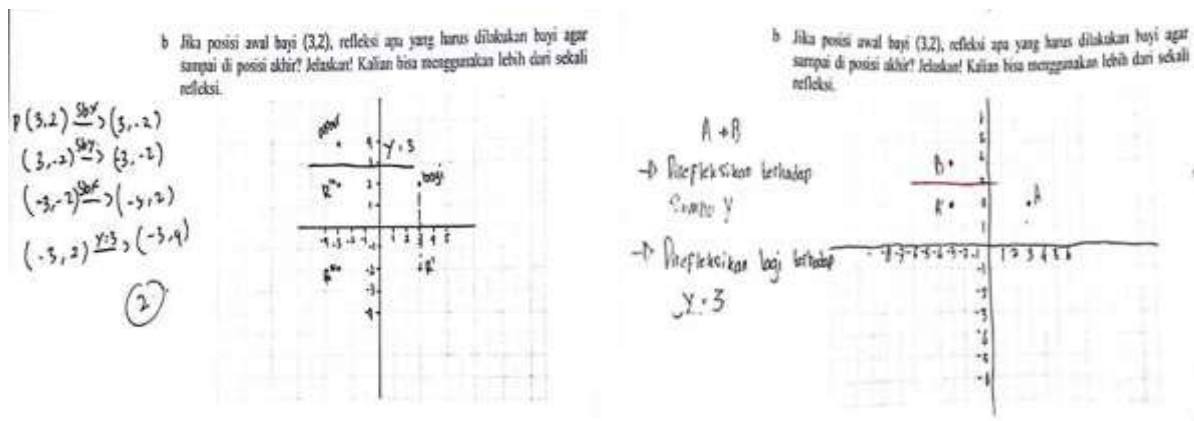 b Jika posisi awal bayi (3,2), refleksi apa yang harus dilakukan bayi agar
sampai di posisi akhir? Jelaskan! Kalian bisa menggunakan lebih dari sekali
refleksi.
P (3,2) sbx → (3,-2)
(3,-2) sby → (-3,-2)
(-3,-2) sbx → (-3,2)
(-3,2) y=3 → (-3,4)
2
y=3
bayi
b Jika posisi awal bayi (3,2), refleksi apa yang harus dilakukan bayi agar
sampai di posisi akhir? Jelaskan! Kalian bisa menggunakan lebih dari sekali
refleksi.
A → B
→ Direfleksikan terhadap
Sumbu Y
→ Direfleksikan lagi terhadap
y = 3
B
A'
A